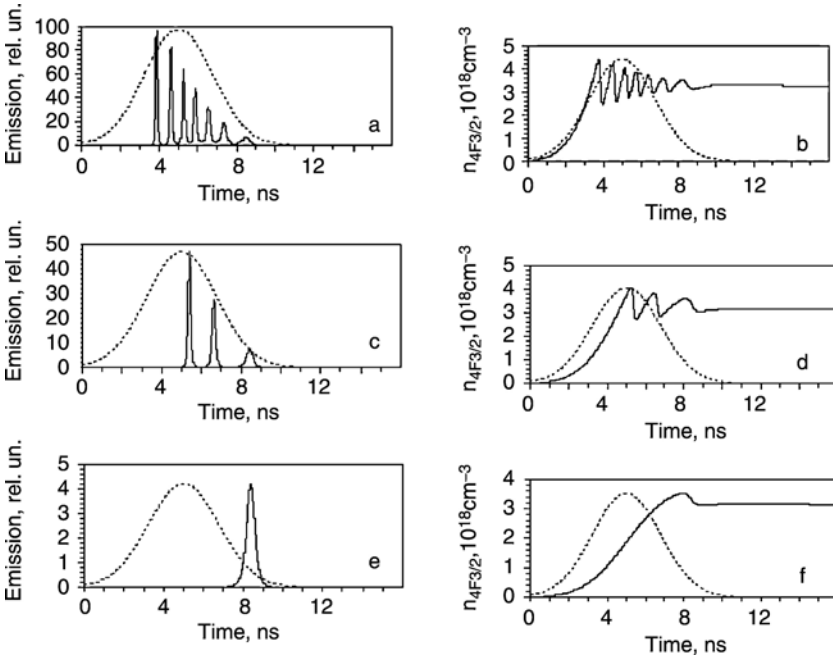 Emission, rel. un.
100
80
60
40
20
0
a
0 4 8 12
Time, ns
n4F3/2,10^18cm^−3
5
4
3
2
1
0
b
0 4 8 12
Time, ns
Emission, rel. un.
50
40
30
20
10
0
c
0 4 8 12
Time, ns
n4F3/2,10^18cm^−3
5
4
3
2
1
0
d
0 4 8 12
Time, ns
Emission, rel. un.
5
4
3
2
1
0
e
0 4 8 12
Time, ns
n4F3/2,10^18cm^−3
4
3
2
1
0
f
0 4 8 12
Time, ns